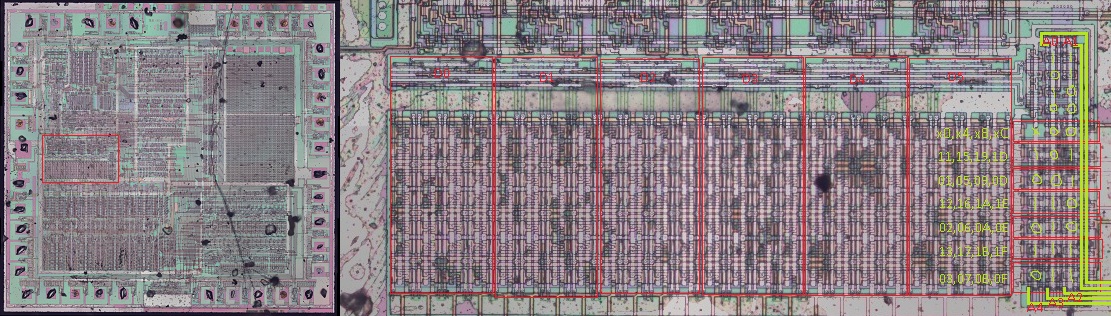 A0 A1
D0 D1 D2 D3 D4 D5
x0,x4,x8,xC
11,15,19,1D
01,05,09,0D
12,16,1A,1E
02,06,0A,0E
13,17,1B,1F
03,07,0B,0F
A4 A3 A2